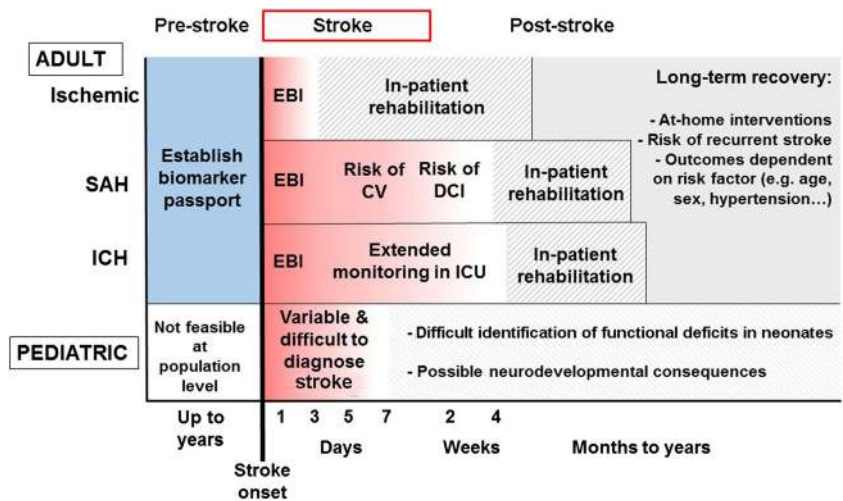 Pre-stroke
Stroke
Post-stroke
ADULT
Ischemic
SAH
ICH
PEDIATRIC
Establish
biomarker
passport
Not feasible
at
population
level
EBI
In-patient
rehabilitation
EBI
Risk of
CV
Risk of
DCI
In-patient
rehabilitation
EBI
Extended
monitoring in ICU
In-patient
rehabilitation
Long-term recovery:
- At-home interventions
- Risk of recurrent stroke
- Outcomes dependent
on risk factor (e.g. age,
sex, hypertension…)
Variable &
difficult to
diagnose
stroke
- Difficult identification of functional deficits in neonates
- Possible neurodevelopmental consequences
Up to
years
1 3 5 7 2 4
Days
Weeks
Months to years
Stroke
onset